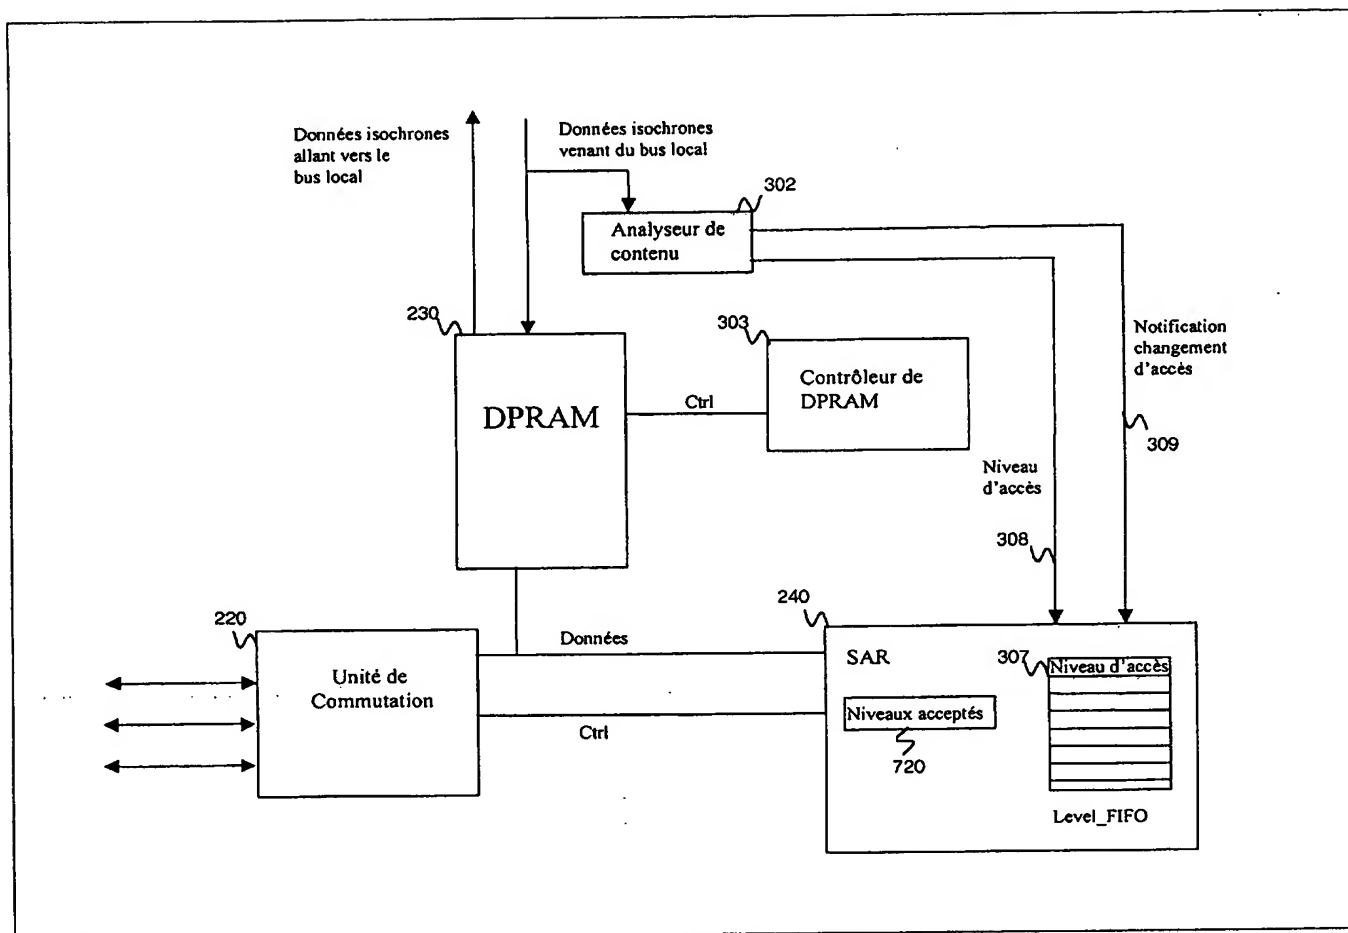 Données isochrones
allant vers le
bus local
Données isochrones
venant du bus local
302
Analyseur de
contenu
230
303
Notification
changement
d'accès
DPRAM
Ctrl
Contrôleur de
DPRAM
309
Niveau
d'accès
308
220
240
Données
SAR
307
Niveau d'accès
Unité de
Commutation
Niveaux acceptés
Ctrl
720
Level_FIFO